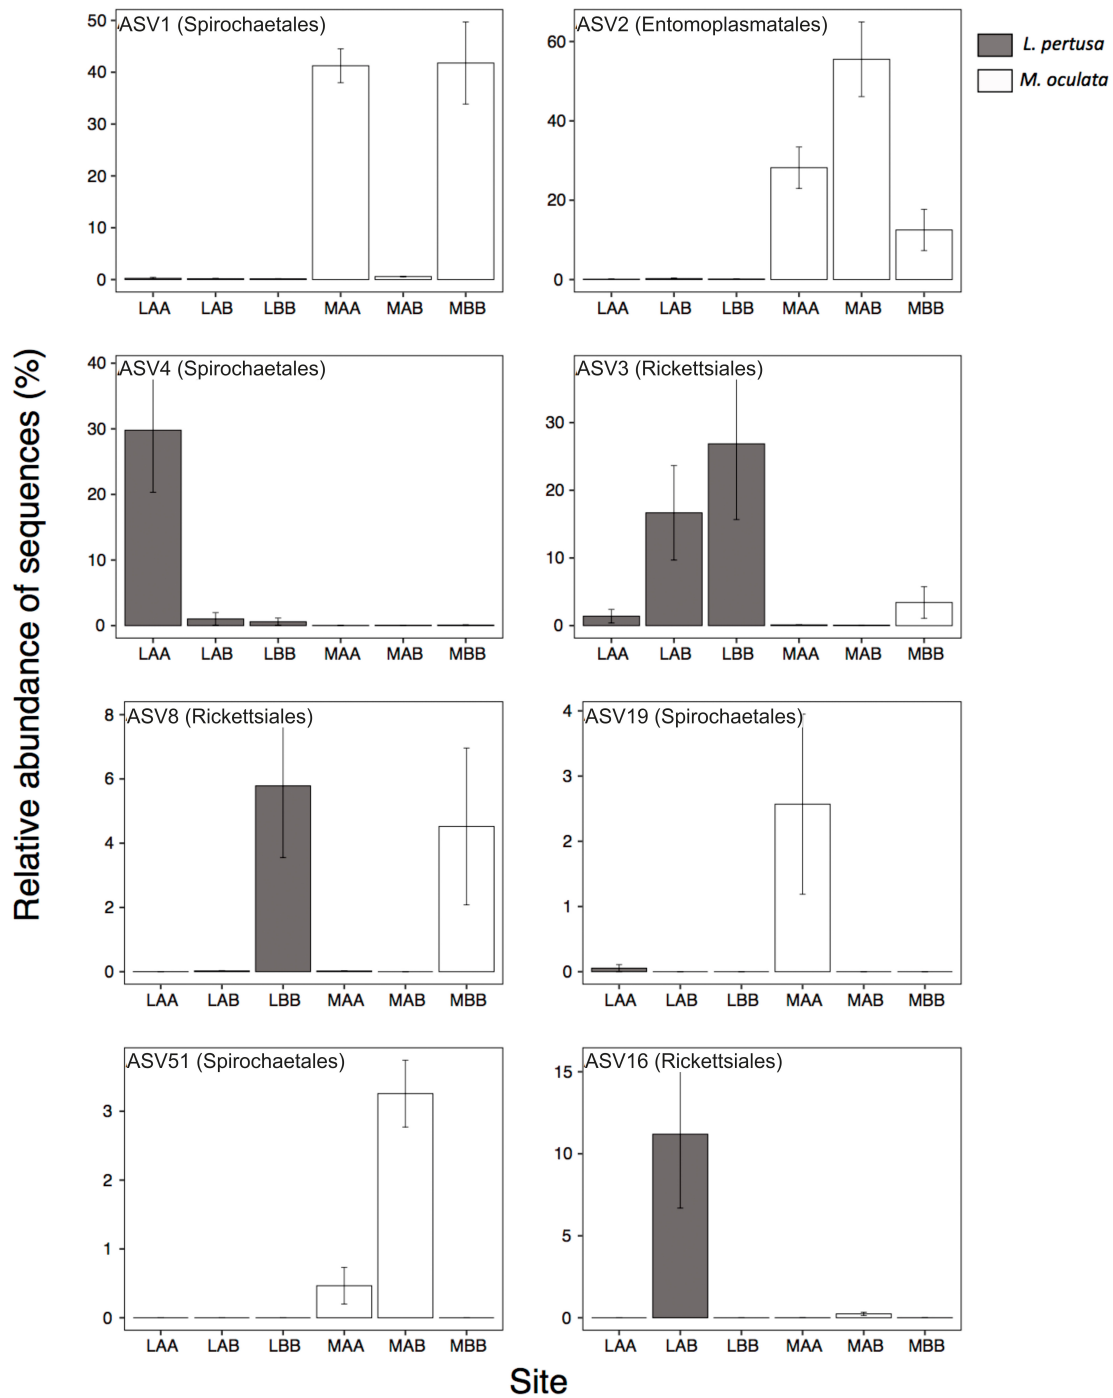 ASV1 (Spirochaetales)
50
40
30
20
10
0
LAA LAB LBB MAA MAB MBB
ASV2 (Entomoplasmatales)
60
40
20
0
LAA LAB LBB MAA MAB MBB
L. pertusa
M. oculata
Relative abundance of sequences (%)
ASV4 (Spirochaetales)
40
30
20
10
0
LAA LAB LBB MAA MAB MBB
ASV3 (Rickettsiales)
30
20
10
0
LAA LAB LBB MAA MAB MBB
ASV8 (Rickettsiales)
8
6
4
2
0
LAA LAB LBB MAA MAB MBB
ASV19 (Spirochaetales)
4
3
2
1
0
LAA LAB LBB MAA MAB MBB
ASV51 (Spirochaetales)
3
2
1
0
LAA LAB LBB MAA MAB MBB
ASV16 (Rickettsiales)
15
10
5
0
LAA LAB LBB MAA MAB MBB
Site